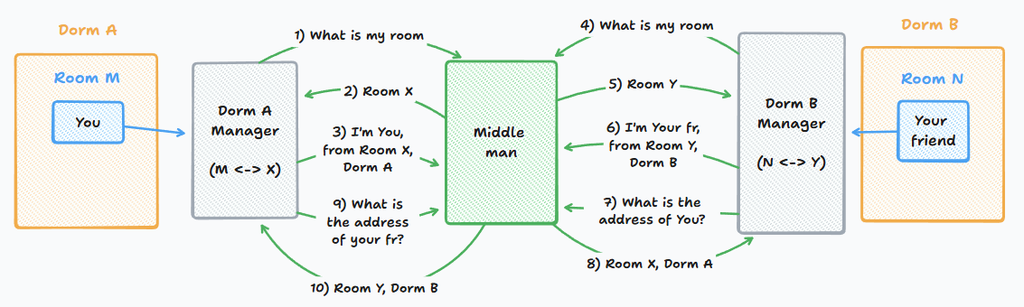 Dorm A
Room M
You
Dorm A
Manager
(M <-> X)
1) What is my room
2) Room X
3) I'm You,
from Room X,
Dorm A
9) What is
the address
of your fr?
10) Room Y, Dorm B
Middle
man
4) What is my room
5) Room Y
6) I'm Your fr,
from Room Y,
Dorm B
7) What is the
address of You?
8) Room X, Dorm A
Dorm B
Manager
(N <-> Y)
Dorm B
Room N
Your
friend